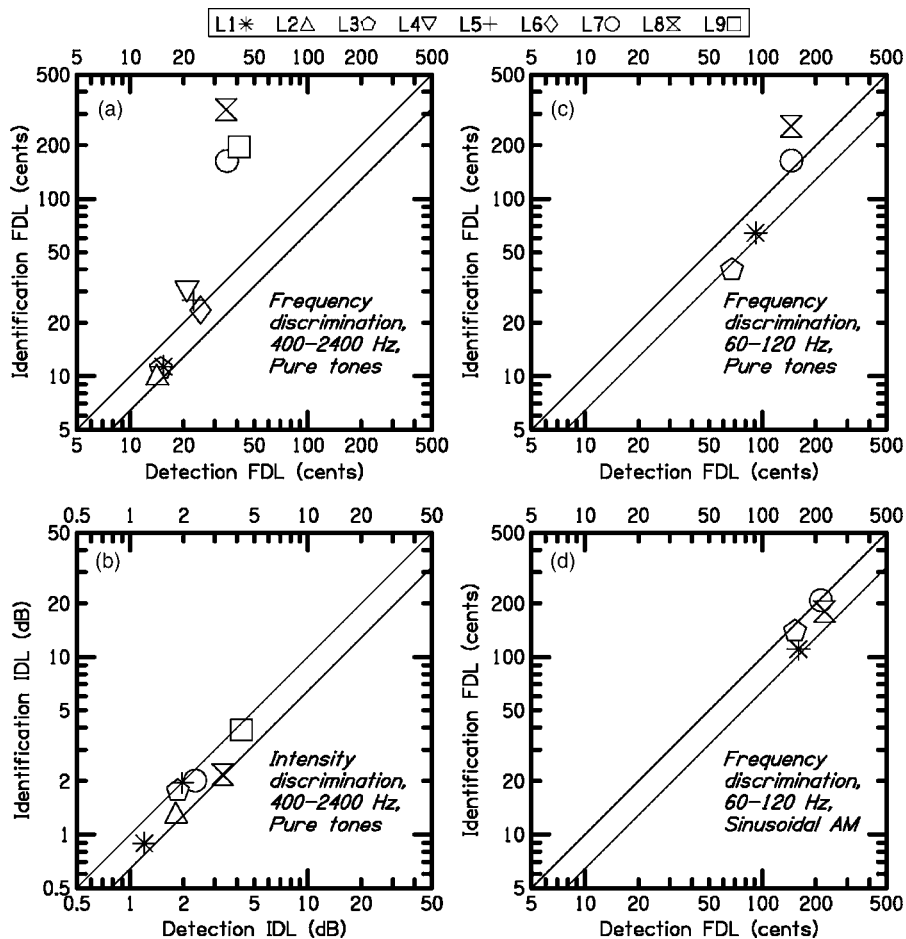 L1 L2 L3 L4 L5 L6 L7 L8 L9
5 10 20 50 100 200 500
(a)
500
200
100
50
20
10
5
Identification FDL (cents)
Frequency
discrimination,
400-2400 Hz,
Pure tones
5 10 20 50 100 200 500
Detection FDL (cents)
5 10 20 50 100 200 500
(c)
500
200
100
50
20
10
5
Identification FDL (cents)
Frequency
discrimination,
60-120 Hz,
Pure tones
5 10 20 50 100 200 500
Detection FDL (cents)
0.5 1 2 5 10 20 50
(b)
50
20
10
5
2
1
0.5
Identification IDL (dB)
Intensity
discrimination,
400-2400 Hz,
Pure tones
0.5 1 2 5 10 20 50
Detection IDL (dB)
5 10 20 50 100 200 500
(d)
500
200
100
50
20
10
5
Identification FDL (cents)
Frequency
discrimination,
60-120 Hz,
Sinusoidal AM
5 10 20 50 100 200 500
Detection FDL (cents)